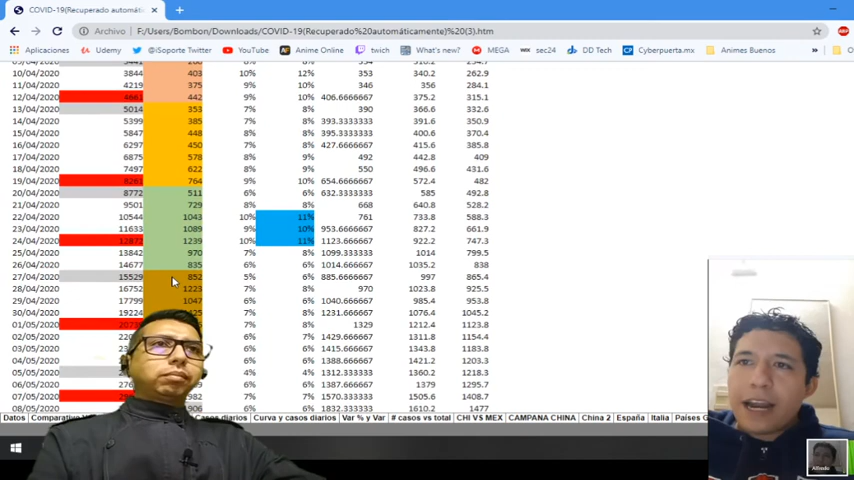 COVID-19(Recuperado automática
Archivo F:/Users/Bombon/Downloads/COVID-19(Recuperado%20automáticamente)%20(3).htm
Aplicaciones Udemy @iSoporte Twitter YouTube Anime Online twich What's new? MEGA sec24 DD Tech Cyberpuerta.mx Animes Buenos
10/04/2020 3844 403 10% 12% 353 340.2 262.9
11/04/2020 4219 375 9% 10% 346 356 284.1
12/04/2020 4661 442 9% 10% 406.6666667 375.2 315.1
13/04/2020 5014 353 7% 8% 390 366.6 332.6
14/04/2020 5399 385 7% 8% 393.3333333 391.6 350.9
15/04/2020 5847 448 8% 8% 395.3333333 400.6 370.4
16/04/2020 6297 450 7% 8% 427.6666667 415.6 385.8
17/04/2020 6875 578 8% 9% 492 442.8 409
18/04/2020 7497 622 8% 9% 550 496.6 431.6
19/04/2020 8261 764 9% 10% 654.6666667 572.4 482
20/04/2020 8772 511 6% 6% 632.3333333 585 492.8
21/04/2020 9501 729 8% 8% 668 640.8 528.2
22/04/2020 10544 1043 10% 11% 761 733.8 588.3
23/04/2020 11633 1089 9% 10% 953.6666667 827.2 661.9
24/04/2020 12872 1239 10% 11% 1123.666667 922.2 747.3
25/04/2020 13842 970 7% 8% 1099.333333 1014 799.5
26/04/2020 14677 835 6% 6% 1014.666667 1035.2 838
27/04/2020 15529 852 5% 6% 885.6666667 997 865.4
28/04/2020 16752 1223 7% 8% 970 1023.8 925.5
29/04/2020 17799 1047 6% 6% 1040.666667 985.4 953.8
30/04/2020 19224 7% 8% 1231.666667 1076.4 1045.2
01/05/2020 7% 8% 1329 1212.4 1123.8
6% 7% 1429.666667 1311.8 1154.4
6% 7% 1415.666667 1343.8 1183.8
04/05/2020 6% 7% 1388.666667 1421.2 1203.3
05/05/2020 4% 4% 1312.333333 1360.2 1218.3
06/05/2020 6% 6% 1387.666667 1379 1295.7
07/05/2020 1982 7% 7% 1570.333333 1505.6 1408.7
08/05/2020 1906 6% 6% 1832.333333 1610.2 1477
Datos Comparativo Casos diarios Curva y casos diarios Var % y Var # casos vs total CHI VS MEX CAMPANA CHINA China 2 España Italia Países
Alfredo